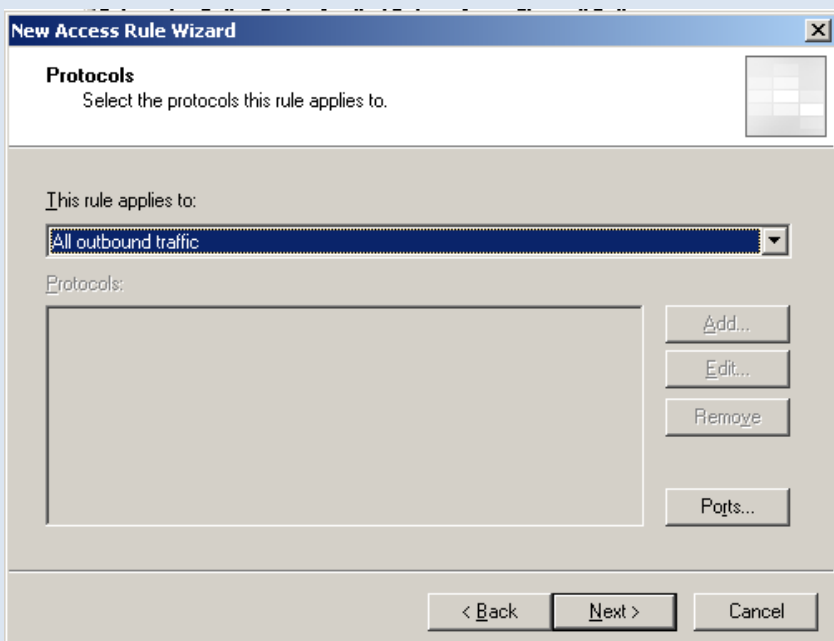 New Access Rule Wizard
Protocols
Select the protocols this rule applies to.
This rule applies to:
All outbound traffic
Protocols:
Add...
Edit...
Remove
Ports...
< Back
Next >
Cancel